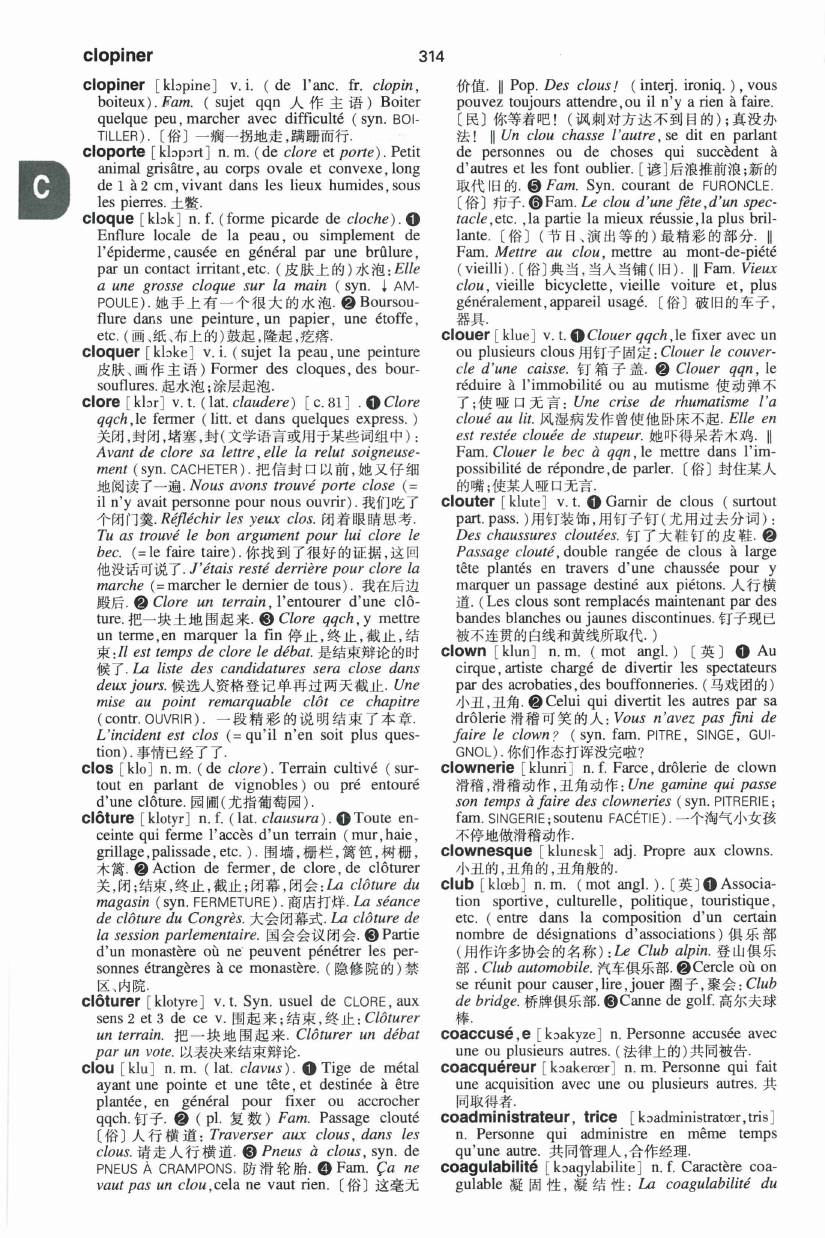 clopiner
314
clopiner [klɔpine] v. i. ( de l'anc. fr. clopin,
boiteux). Fam. ( sujet qqn 人 作 主 语 ) Boiter
quelque peu, marcher avec difficulté ( syn. BOI-
TILLER). 〔俗〕一瘸一拐地走,蹒跚而行.
cloporte [klɔpɔrt] n. m. (de clore et porte). Petit
animal grisâtre, au corps ovale et convexe, long
de 1 à 2 cm, vivant dans les lieux humides, sous
les pierres. 土鳖.
C
cloque [klɔk] n. f. (forme picarde de cloche). ❶
Enflure locale de la peau, ou simplement de
l'épiderme, causée en général par une brûlure,
par un contact irritant, etc. (皮肤上的)水泡: Elle
a une grosse cloque sur la main ( syn. ↓ AM-
POULE). 她手上有一个很大的水泡. ❷ Boursou-
flure dans une peinture, un papier, une étoffe,
etc. (画、纸、布上的)鼓起,隆起,疙瘩.
cloquer [klɔke] v. i. ( sujet la peau, une peinture
皮肤、画作主语) Former des cloques, des bour-
souflures. 起水泡;涂层起泡.
clore [klɔr] v. t. ( lat. claudere) [ c. 81 ] . ❶ Clore
qqch, le fermer ( litt. et dans quelques express. )
关闭,封闭,堵塞,封(文学语言或用于某些词组中):
Avant de clore sa lettre, elle la relut soigneuse-
ment (syn. CACHETER). 把信封口以前,她又仔细
地阅读了一遍. Nous avons trouvé porte close (=
il n'y avait personne pour nous ouvrir). 我们吃了
个闭门羹. Réfléchir les yeux clos. 闭着眼睛思考.
Tu as trouvé le bon argument pour lui clore le
bec. (=le faire taire). 你找到了很好的证据,这回
他没话可说了. J'étais resté derrière pour clore la
marche (=marcher le dernier de tous). 我在后边
殿后. ❷ Clore un terrain, l'entourer d'une clô-
ture. 把一块土地围起来. ❸ Clore qqch, y mettre
un terme, en marquer la fin 停止,终止,截止,结
束: Il est temps de clore le débat. 是结束辩论的时
候了. La liste des candidatures sera close dans
deux jours. 候选人资格登记单再过两天截止. Une
mise au point remarquable clôt ce chapitre
(contr. OUVRIR). 一段精彩的说明结束了本章.
L'incident est clos (= qu'il n'en soit plus ques-
tion). 事情已经了了.
clos [klo] n. m. ( de clore). Terrain cultivé ( sur-
tout en parlant de vignobles) ou pré entouré
d'une clôture. 园圃(尤指葡萄园).
clôture [klotyr] n. f. ( lat. clausura). ❶ Toute en-
ceinte qui ferme l'accès d'un terrain (mur, haie,
grillage, palissade, etc. ). 围墙,栅栏,篱笆,树栅,
木篱. ❷ Action de fermer, de clore, de clôturer
关,闭;结束,终止,截止;闭幕,闭会: La clôture du
magasin (syn. FERMETURE). 商店打烊. La séance
de clôture du Congrès. 大会闭幕式. La clôture de
la session parlementaire. 国会会议闭会. ❸ Partie
d'un monastère où ne peuvent pénétrer les per-
sonnes étrangères à ce monastère. (隐修院的)禁
区、内院.
clôturer [klotyre] v. t. Syn. usuel de CLORE, aux
sens 2 et 3 de ce v. 围起来;结束,终止: Clôturer
un terrain. 把一块地围起来. Clôturer un débat
par un vote. 以表决来结束辩论.
clou [klu] n. m. ( lat. clavus). ❶ Tige de métal
ayant une pointe et une tête, et destinée à être
plantée, en général pour fixer ou accrocher
qqch. 钉子. ❷ ( pl. 复数) Fam. Passage clouté
〔俗〕人行横道: Traverser aux clous, dans les
clous. 请走人行横道. ❸ Pneus à clous, syn. de
PNEUS À CRAMPONS. 防滑轮胎. ❹ Fam. Ça ne
vaut pas un clou, cela ne vaut rien. 〔俗〕这毫无
价值. ‖ Pop. Des clous! ( interj. ironiq. ), vous
pouvez toujours attendre, ou il n'y a rien à faire.
〔民〕你等着吧! (讽刺对方达不到目的);真没办
法! ‖ Un clou chasse l'autre, se dit en parlant
de personnes ou de choses qui succèdent à
d'autres et les font oublier. [谚]后浪推前浪;新的
取代旧的. ❺ Fam. Syn. courant de FURONCLE.
〔俗〕疖子. ❻ Fam. Le clou d'une fête, d'un spec-
tacle, etc. , la partie la mieux réussie, la plus bril-
lante. 〔俗〕(节日、演出等的)最精彩的部分. ‖
Fam. Mettre au clou, mettre au mont-de-piété
(vieilli). 〔俗〕典当,当入当铺(旧). ‖ Fam. Vieux
clou, vieille bicyclette, vieille voiture et, plus
généralement, appareil usagé. 〔俗〕破旧的车子,
器具.
clouer [klue] v. t. ❶ Clouer qqch, le fixer avec un
ou plusieurs clous 用钉子固定: Clouer le couver-
cle d'une caisse. 钉箱子盖. ❷ Clouer qqn, le
réduire à l'immobilité ou au mutisme 使动弹不
了;使哑口无言: Une crise de rhumatisme l'a
cloué au lit. 风湿病发作曾使他卧床不起. Elle en
est restée clouée de stupeur. 她吓得呆若木鸡. ‖
Fam. Clouer le bec à qqn, le mettre dans l'im-
possibilité de répondre, de parler. 〔俗〕封住某人
的嘴;使某人哑口无言.
clouter [klute] v. t. ❶ Garnir de clous ( surtout
part. pass. )用钉装饰,用钉子钉(尤用过去分词):
Des chaussures cloutées. 钉了大鞋钉的皮鞋. ❷
Passage clouté, double rangée de clous à large
tête plantés en travers d'une chaussée pour y
marquer un passage destiné aux piétons. 人行横
道. (Les clous sont remplacés maintenant par des
bandes blanches ou jaunes discontinues. 钉子现已
被不连贯的白线和黄线所取代. )
clown [klun] n. m. ( mot angl. ) 〔英〕 ❶ Au
cirque, artiste chargé de divertir les spectateurs
par des acrobaties, des bouffonneries. (马戏团的)
小丑,丑角. ❷ Celui qui divertit les autres par sa
drôlerie 滑稽可笑的人: Vous n'avez pas fini de
faire le clown? ( syn. fam. PITRE, SINGE, GUI-
GNOL). 你们作态打诨没完啦?
clownerie [klunri] n. f. Farce, drôlerie de clown
滑稽,滑稽动作,丑角动作: Une gamine qui passe
son temps à faire des clowneries (syn. PITRERIE;
fam. SINGERIE; soutenu FACÉTIE). 一个淘气小女孩
不停地做滑稽动作.
clownesque [klunɛsk] adj. Propre aux clowns.
小丑的,丑角的,丑角般的.
club [klœb] n. m. ( mot angl. ). [英] ❶ Associa-
tion sportive, culturelle, politique, touristique,
etc. ( entre dans la composition d'un certain
nombre de désignations d'associations) 俱乐部
(用作许多协会的名称): Le Club alpin. 登山俱乐
部 . Club automobile. 汽车俱乐部. ❷ Cercle où on
se réunit pour causer, lire, jouer 圈子,聚会: Club
de bridge. 桥牌俱乐部. ❸ Canne de golf. 高尔夫球
棒.
coaccusé, e [kɔakyze] n. Personne accusée avec
une ou plusieurs autres. (法律上的)共同被告.
coacquéreur [kɔakerœr] n. m. Personne qui fait
une acquisition avec une ou plusieurs autres. 共
同取得者.
coadministrateur, trice [kɔadministratœr, tris]
n. Personne qui administre en même temps
qu'une autre. 共同管理人,合作经理.
coagulabilité [kɔagylabilite] n. f. Caractère coa-
gulable 凝固性, 凝结性: La coagulabilité du